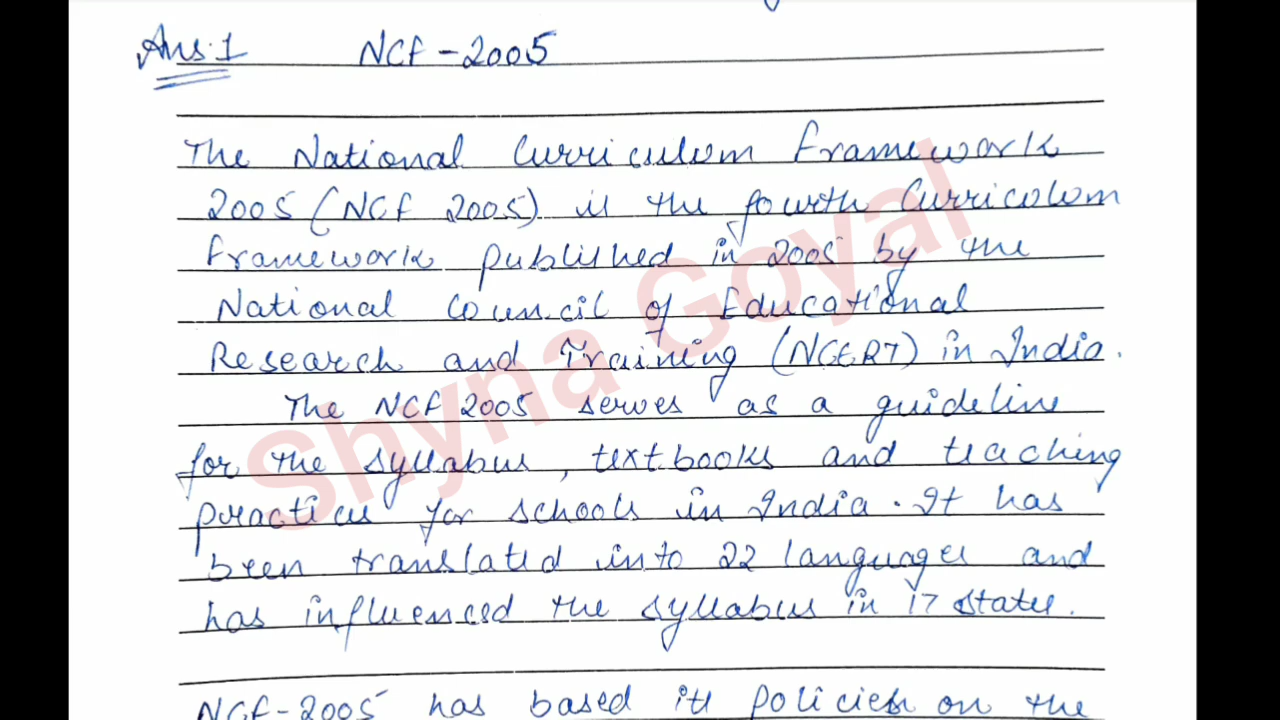 Ans.1 NCF-2005
The National Curriculum Framework
2005 (NCF 2005) is the fourth Curriculum
Framework published in 2005 by the
National Council of Educational
Research and Training (NCERT) in India.
The NCF 2005 serves as a guideline
for the syllabus, textbooks and teaching
practices for schools in India. It has
been translated into 22 languages and
has influenced the syllabus in 17 states.
NCF-2005 has based its policies on the
Shyna Goyal